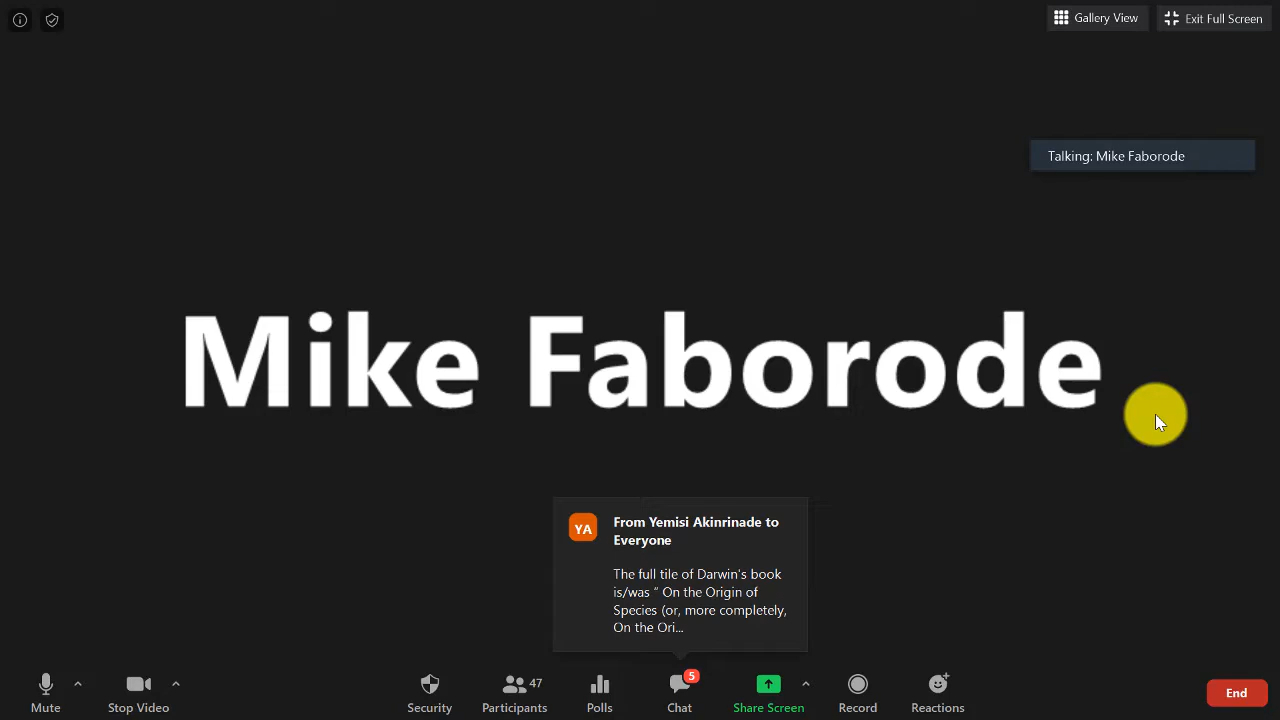 Gallery View
Exit Full Screen
Talking: Mike Faborode
Mike Faborode
YA
From Yemisi Akinrinade to
Everyone
The full tile of Darwin's book
is/was " On the Origin of
Species (or, more completely,
On the Ori...
47
5
Mute
Stop Video
Security
Participants
Polls
Chat
Share Screen
Record
Reactions
End